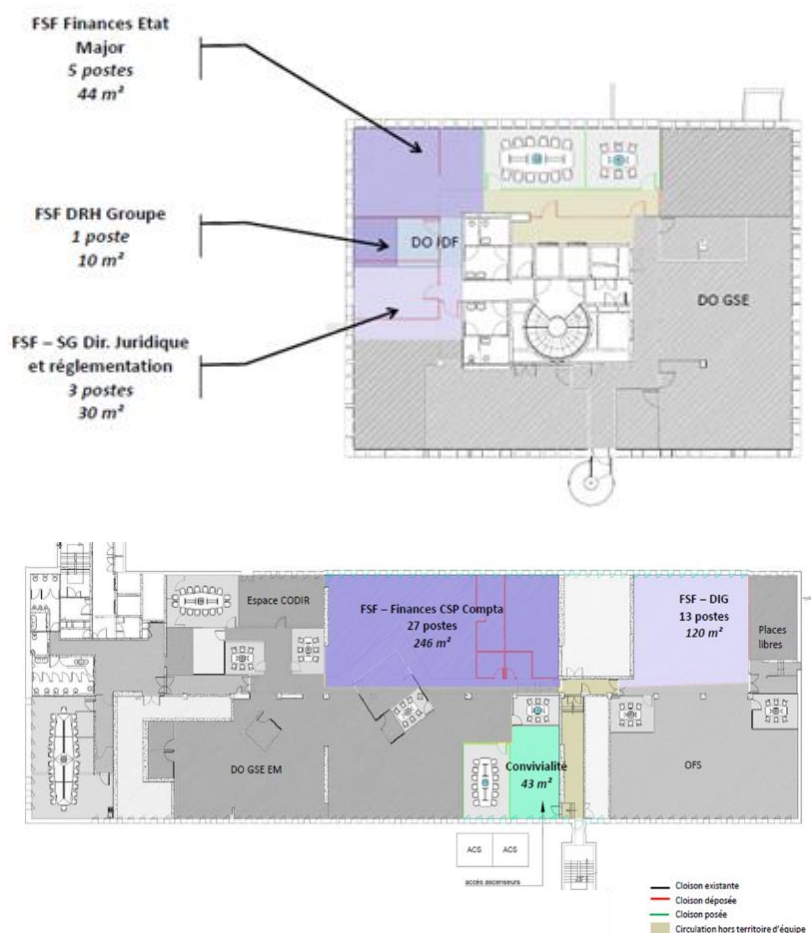 FSF Finances Etat
Major
5 postes
44 m²
FSF DRH Groupe
1 poste
10 m²
DO IDF
DO GSE
FSF – SG Dir. Juridique
et réglementation
3 postes
30 m²
Espace CODIR
FSF – Finances CSP Compta
27 postes
246 m²
FSF – DIG
13 postes
120 m²
Places
libres
DO GSE EM
Convivialité
43 m²
OFS
ACS
ACS
accès ascenseurs
Cloison existante
Cloison déposée
Cloison posée
Circulation hors territoire d'équipe